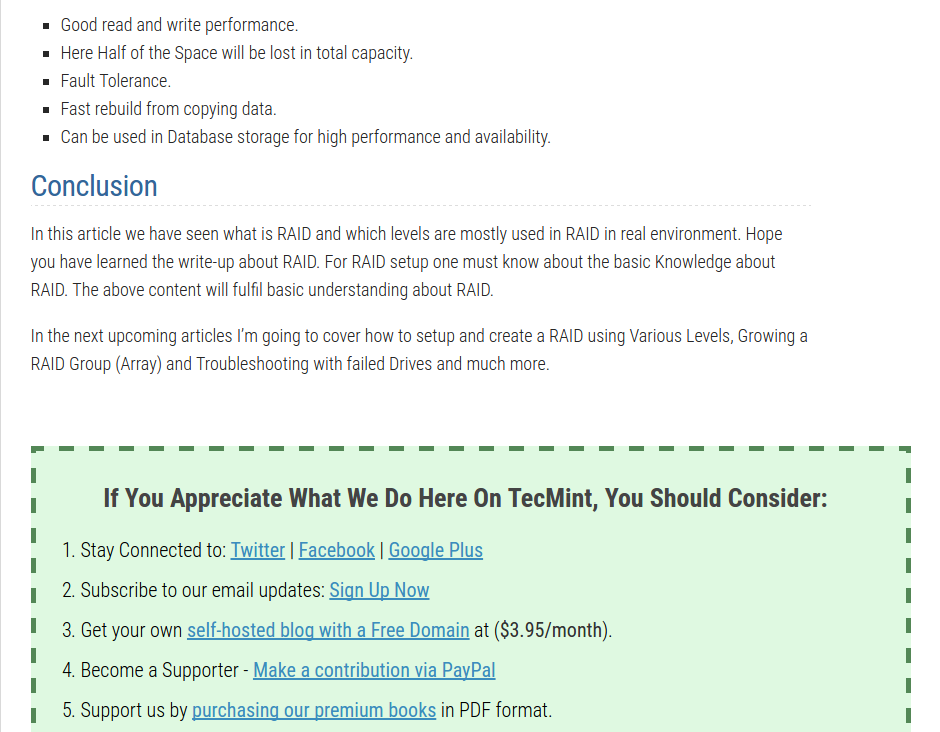 Good read and write performance.
Here Half of the Space will be lost in total capacity.
Fault Tolerance.
Fast rebuild from copying data.
Can be used in Database storage for high performance and availability.
Conclusion
In this article we have seen what is RAID and which levels are mostly used in RAID in real environment. Hope
you have learned the write-up about RAID. For RAID setup one must know about the basic Knowledge about
RAID. The above content will fulfil basic understanding about RAID.
In the next upcoming articles I’m going to cover how to setup and create a RAID using Various Levels, Growing a
RAID Group (Array) and Troubleshooting with failed Drives and much more.
If You Appreciate What We Do Here On TecMint, You Should Consider:
1. Stay Connected to: Twitter | Facebook | Google Plus
2. Subscribe to our email updates: Sign Up Now
3. Get your own self-hosted blog with a Free Domain at ($3.95/month).
4. Become a Supporter - Make a contribution via PayPal
5. Support us by purchasing our premium books in PDF format.